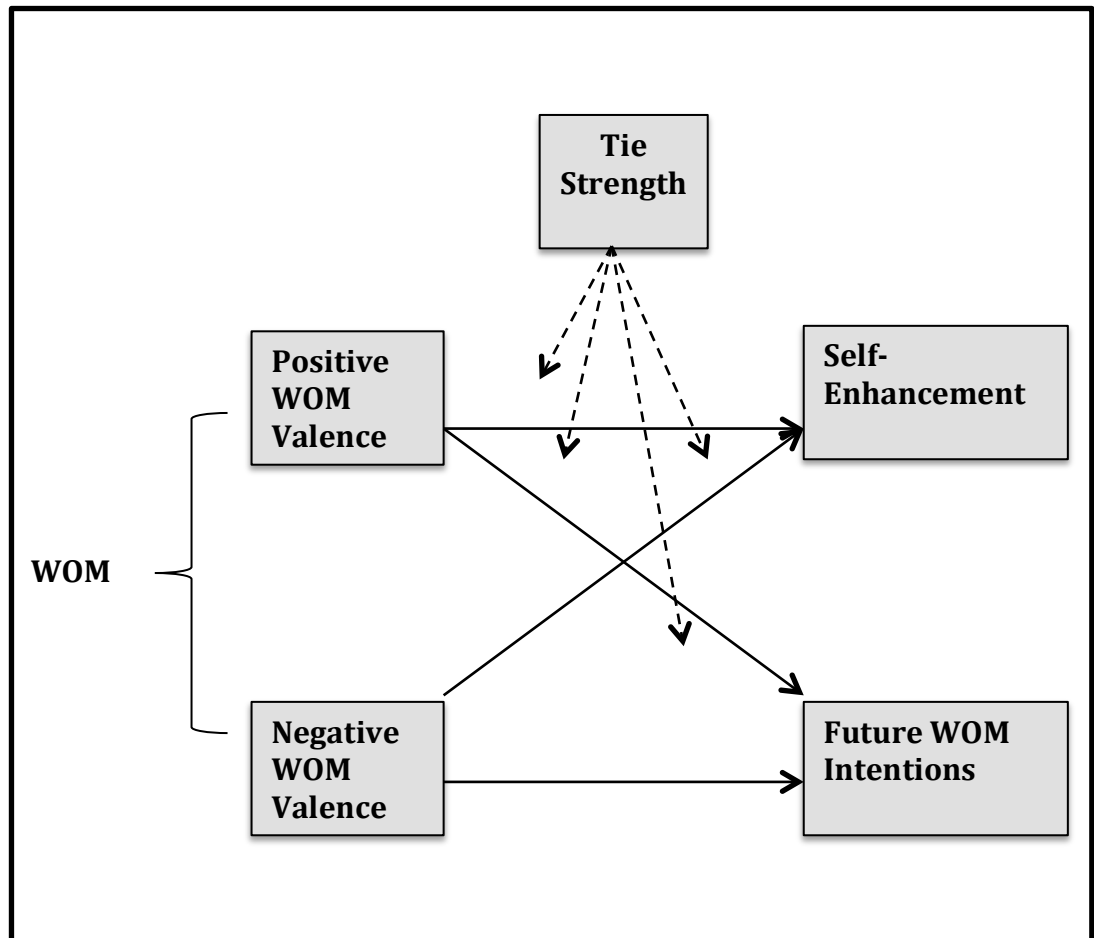 Tie
Strength
Positive
WOM
Valence
Self-
Enhancement
WOM
Negative
WOM
Valence
Future WOM
Intentions